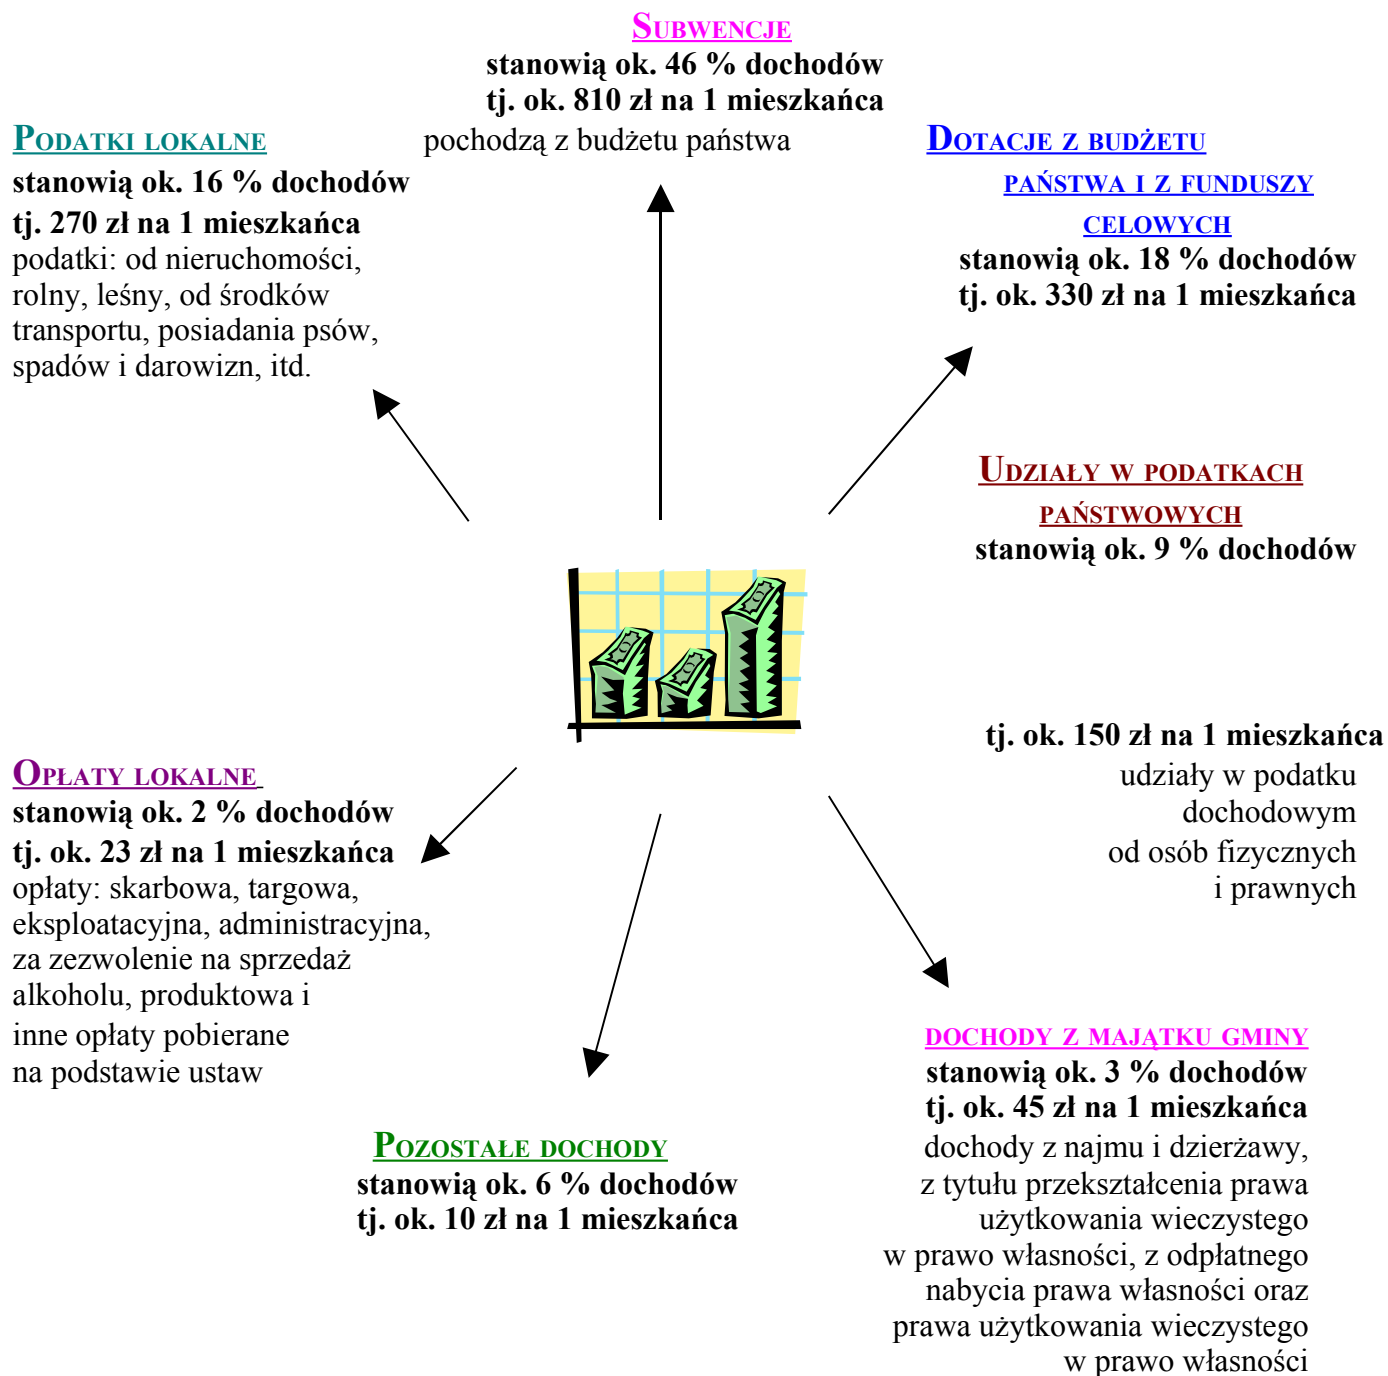 SUBWENCJE
stanowią ok. 46 % dochodów
tj. ok. 810 zł na 1 mieszkańca
pochodzą z budżetu państwa
PODATKI LOKALNE
stanowią ok. 16 % dochodów
tj. 270 zł na 1 mieszkańca
podatki: od nieruchomości,
rolny, leśny, od środków
transportu, posiadania psów,
spadów i darowizn, itd.
DOTACJE Z BUDŻETU
PAŃSTWA I Z FUNDUSZY
CELOWYCH
stanowią ok. 18 % dochodów
tj. ok. 330 zł na 1 mieszkańca
UDZIAŁY W PODATKACH
PAŃSTWOWYCH
stanowią ok. 9 % dochodów
tj. ok. 150 zł na 1 mieszkańca
udziały w podatku
dochodowym
od osób fizycznych
i prawnych
OPŁATY LOKALNE
stanowią ok. 2 % dochodów
tj. ok. 23 zł na 1 mieszkańca
opłaty: skarbowa, targowa,
eksploatacyjna, administracyjna,
za zezwolenie na sprzedaż
alkoholu, produktowa i
inne opłaty pobierane
na podstawie ustaw
POZOSTAŁE DOCHODY
stanowią ok. 6 % dochodów
tj. ok. 10 zł na 1 mieszkańca
DOCHODY Z MAJĄTKU GMINY
stanowią ok. 3 % dochodów
tj. ok. 45 zł na 1 mieszkańca
dochody z najmu i dzierżawy,
z tytułu przekształcenia prawa
użytkowania wieczystego
w prawo własności, z odpłatnego
nabycia prawa własności oraz
prawa użytkowania wieczystego
w prawo własności